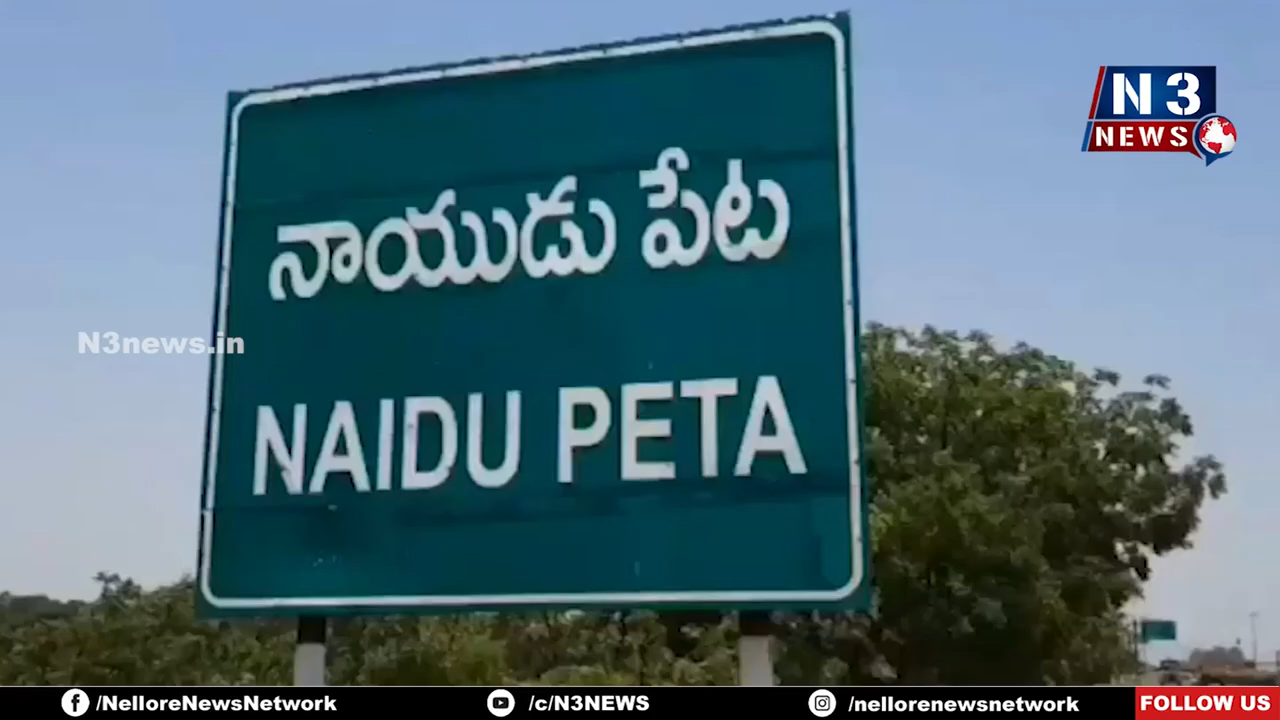 N3
NEWS
నాయుడు పేట
N3news.in
NAIDU PETA
/NelloreNewsNetwork
/c/N3NEWS
/nellorenewsnetwork
FOLLOW US